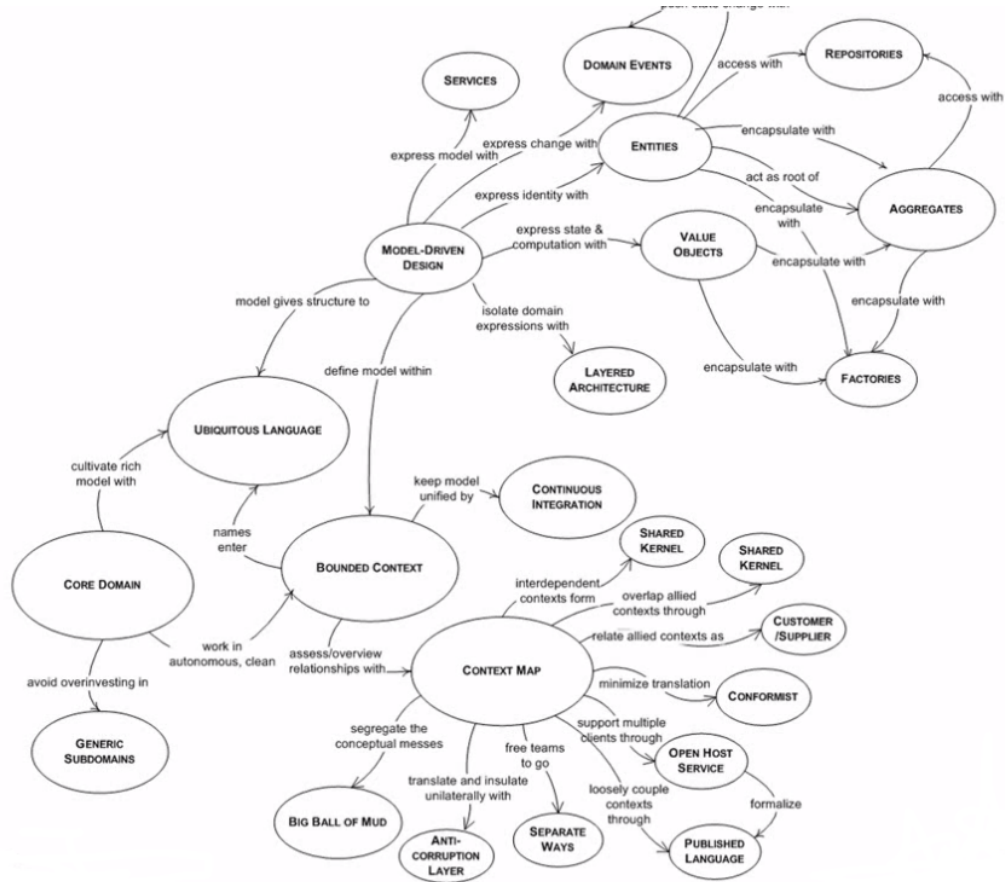 SERVICES
DOMAIN EVENTS
access with
REPOSITORIES
access with
express model with
express change with
ENTITIES
encapsulate with
act as root of
AGGREGATES
encapsulate
with
express identity with
MODEL-DRIVEN
DESIGN
express state &
computation with
VALUE
OBJECTS
encapsulate with
encapsulate with
model gives structure to
isolate domain
expressions with
define model within
LAYERED
ARCHITECTURE
encapsulate with
FACTORIES
UBIQUITOUS LANGUAGE
cultivate rich
model with
keep model
unified by
CONTINUOUS
INTEGRATION
names
enter
CORE DOMAIN
BOUNDED CONTEXT
SHARED
KERNEL
SHARED
KERNEL
interdependent
contexts form
overlap allied
contexts through
CUSTOMER
/SUPPLIER
relate allied contexts as
work in
autonomous, clean
assess/overview
relationships with
CONTEXT MAP
minimize translation
CONFORMIST
avoid overinvesting in
GENERIC
SUBDOMAINS
segregate the
conceptual messes
free teams
to go
support multiple
clients through
OPEN HOST
SERVICE
translate and insulate
unilaterally with
loosely couple
contexts
through
formalize
BIG BALL OF MUD
ANTI-
CORRUPTION
LAYER
SEPARATE
WAYS
PUBLISHED
LANGUAGE